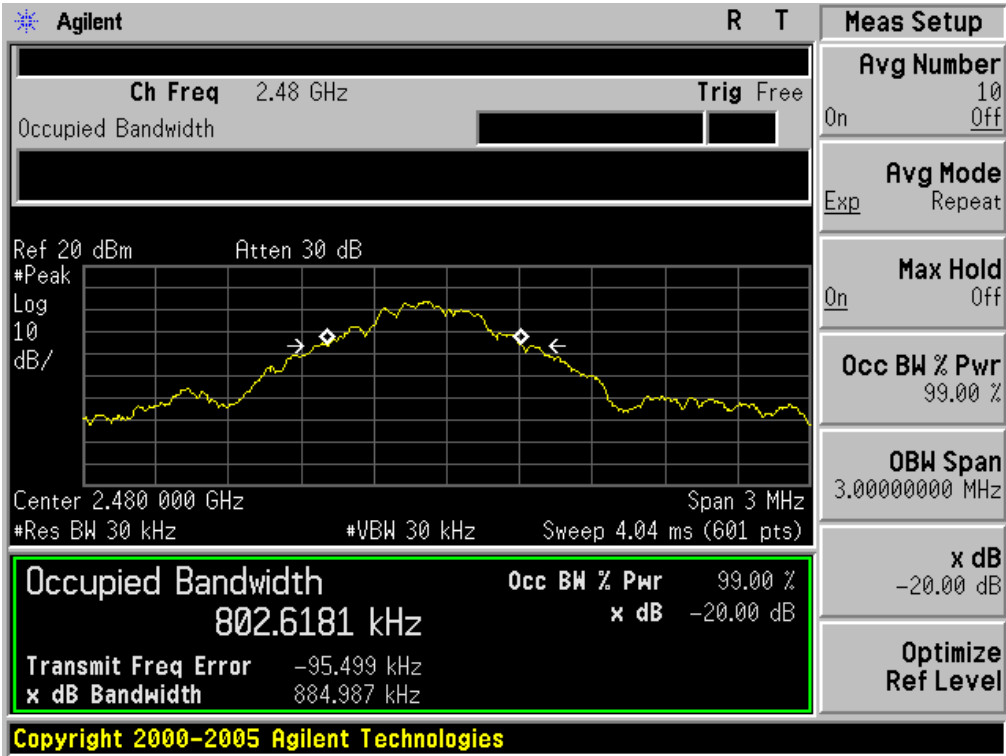 Agilent R T
Ch Freq 2.48 GHz Trig Free
Occupied Bandwidth
Ref 20 dBm Atten 30 dB
#Peak
Log
10
dB/
Center 2.480 000 GHz Span 3 MHz
#Res BW 30 kHz #VBW 30 kHz Sweep 4.04 ms (601 pts)
Occupied Bandwidth
802.6181 kHz
Occ BW % Pwr 99.00 %
x dB -20.00 dB
Transmit Freq Error -95.499 kHz
x dB Bandwidth 884.987 kHz
Copyright 2000-2005 Agilent Technologies
Meas Setup
Avg Number
10
On Off
Avg Mode
Exp Repeat
Max Hold
On Off
Occ BW % Pwr
99.00 %
OBW Span
3.00000000 MHz
x dB
-20.00 dB
Optimize
Ref Level